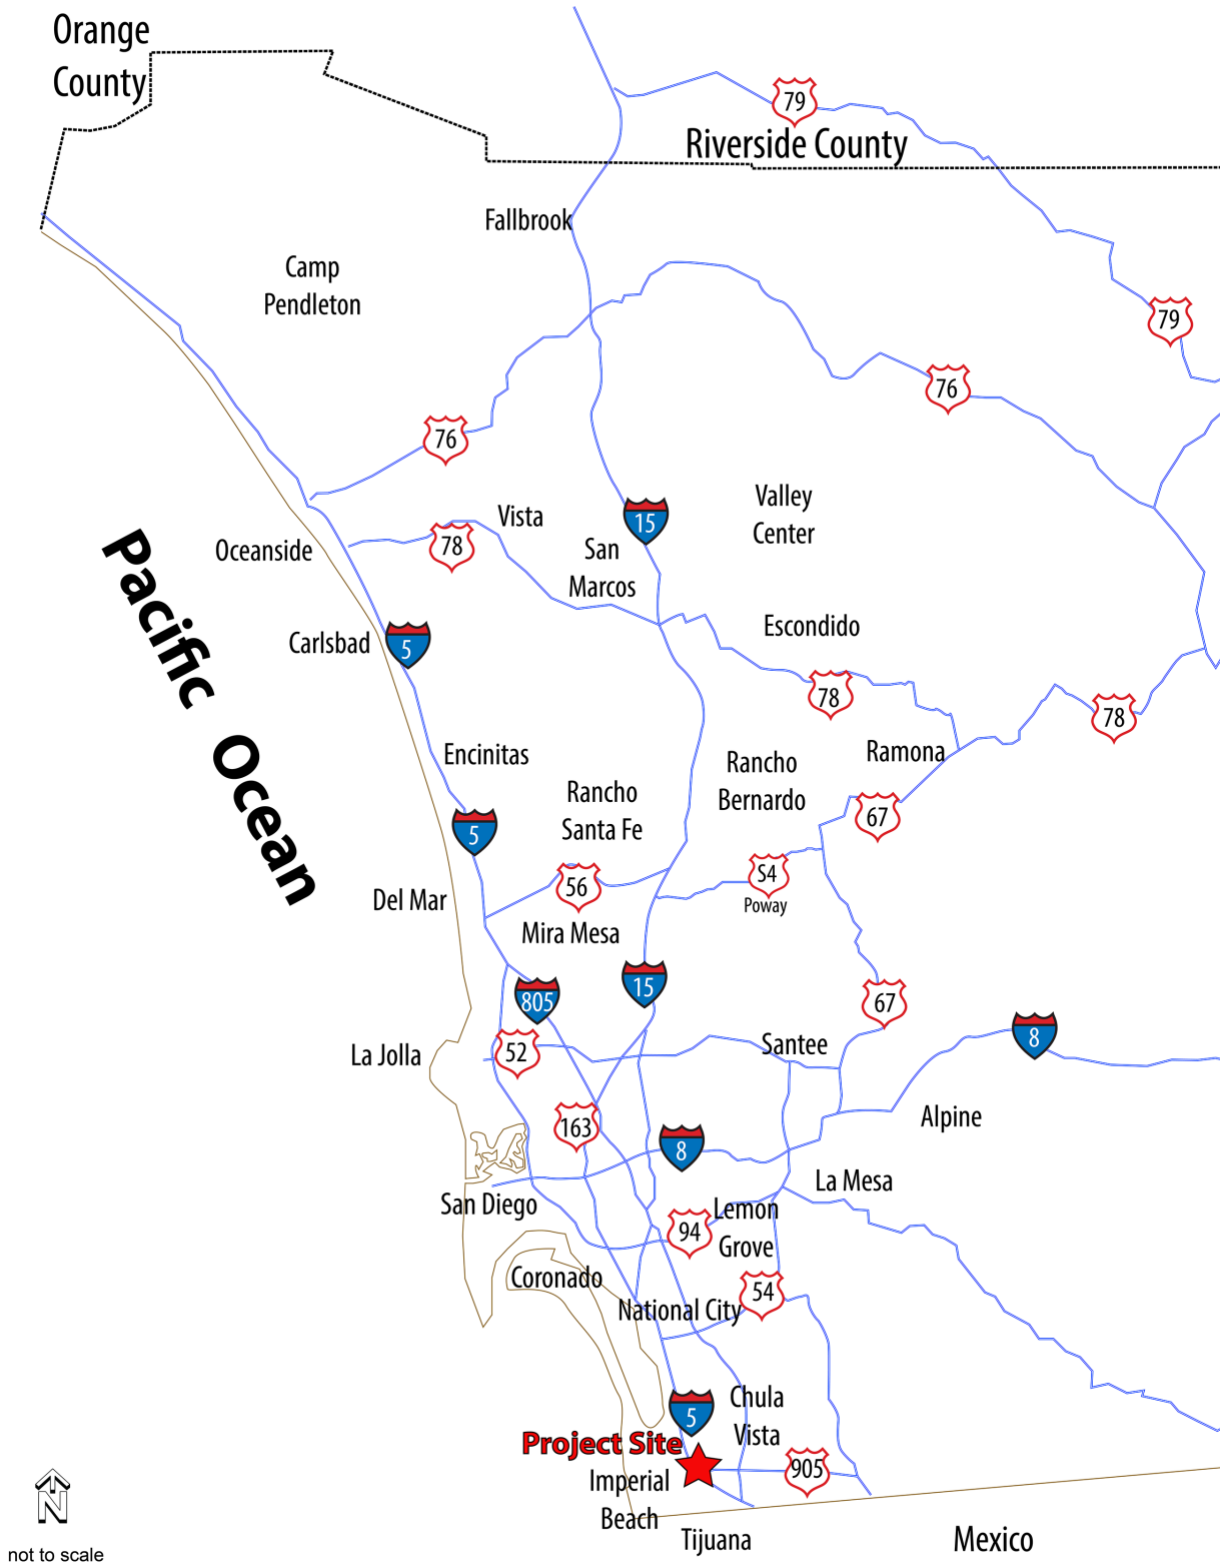 Orange
County
79
Riverside County
Fallbrook
Camp
Pendleton
79
76
76
Valley
Center
Vista
15
San
Marcos
78
Oceanside
Pacific Ocean
Escondido
Carlsbad
5
78
78
Ramona
Encinitas
Rancho
Bernardo
Rancho
Santa Fe
67
5
S4
Poway
56
Del Mar
Mira Mesa
15
805
67
8
Santee
52
La Jolla
Alpine
163
8
La Mesa
San Diego
Lemon
Grove
94
Coronado
54
National City
Chula
Vista
5
Project Site
905
Imperial
Beach
Tijuana
Mexico
N
not to scale